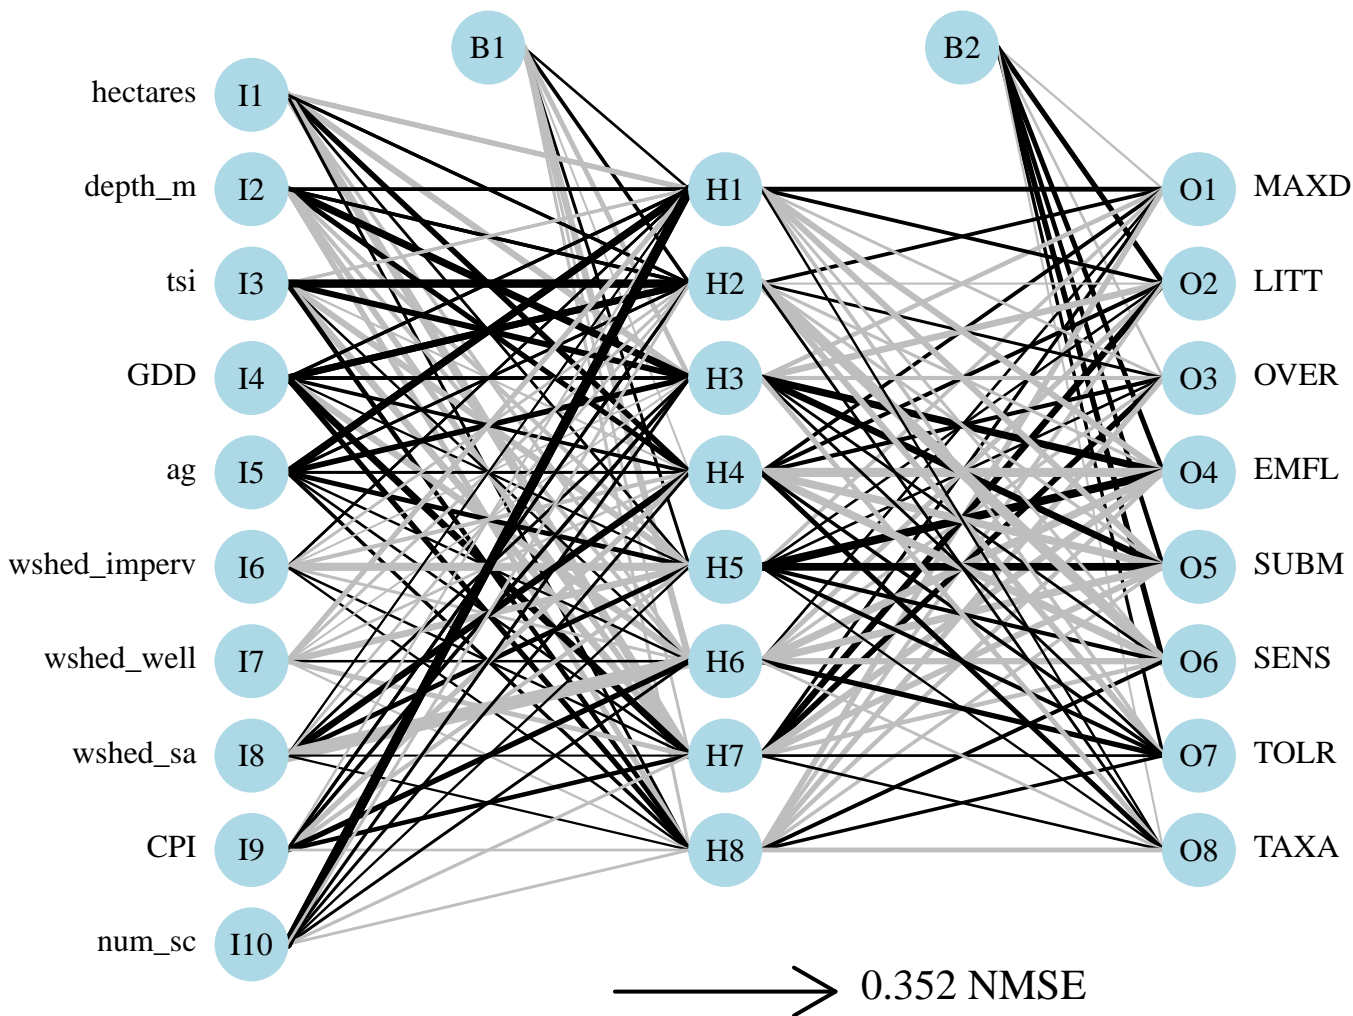 B1 B2
hectares I1
depth_m I2 H1 O1 MAXD
tsi I3 H2 O2 LITT
GDD I4 H3 O3 OVER
ag I5 H4 O4 EMFL
wshed_imperv I6 H5 O5 SUBM
wshed_well I7 H6 O6 SENS
wshed_sa I8 H7 O7 TOLR
CPI I9 H8 O8 TAXA
num_sc I10
0.352 NMSE